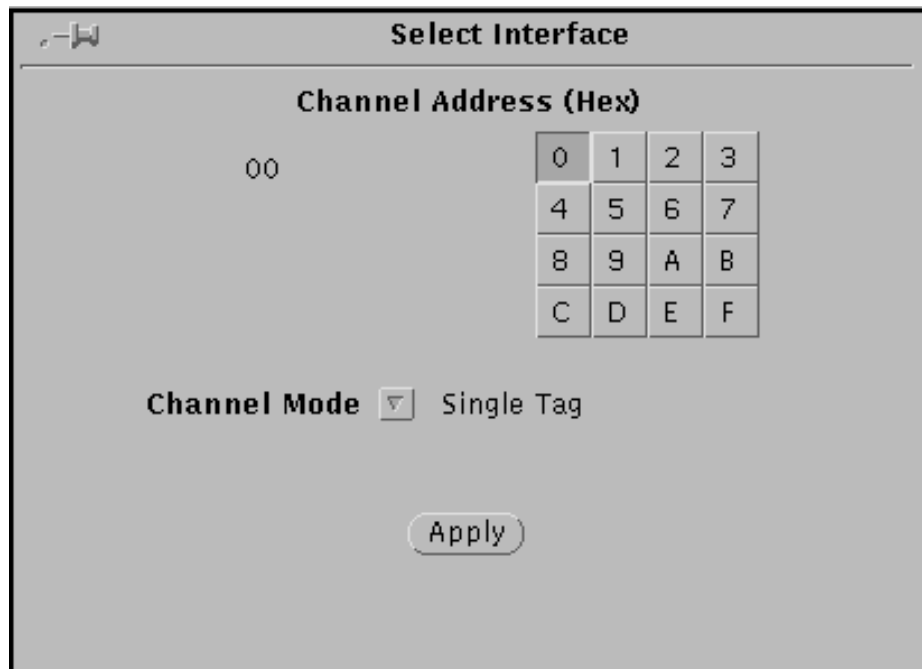 Select Interface
Channel Address (Hex)
00
0 1 2 3
4 5 6 7
8 9 A B
C D E F
Channel Mode Single Tag
Apply